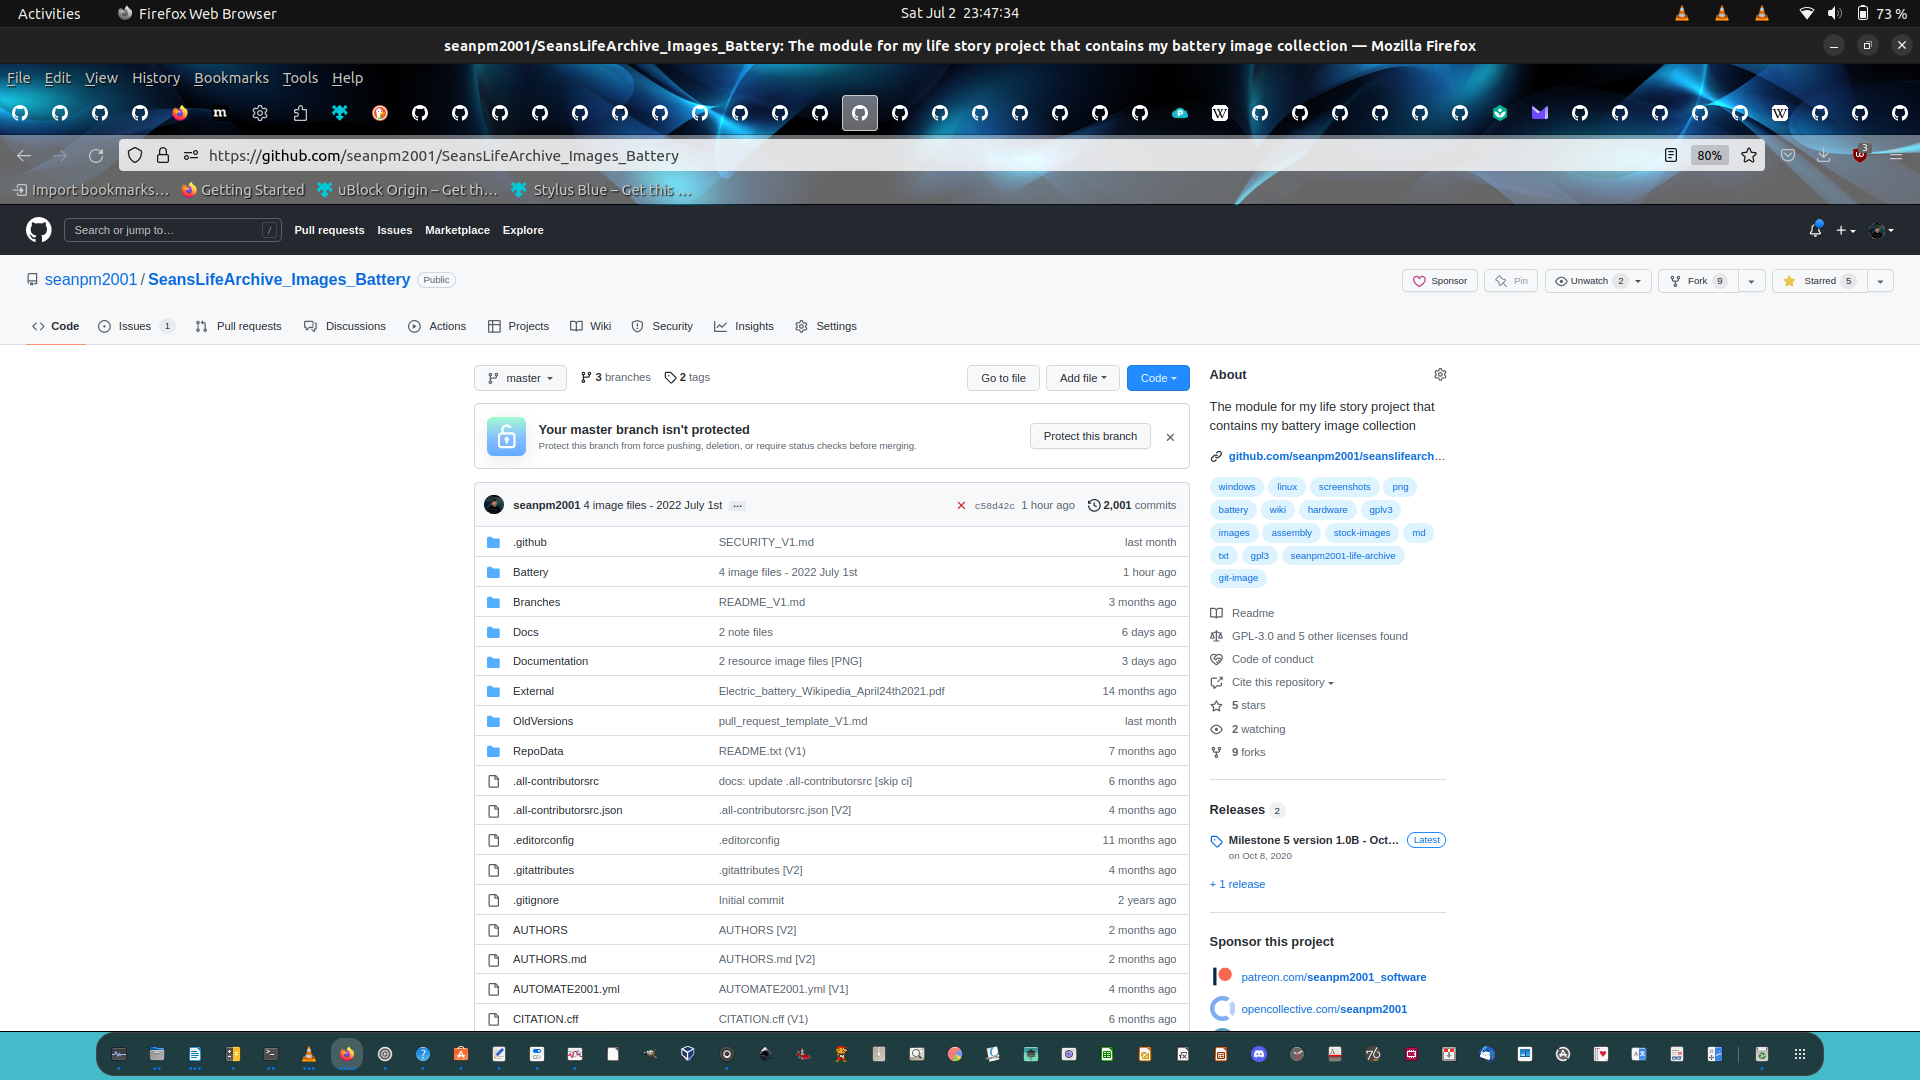 Activities
Firefox Web Browser
Sat Jul 2 23:47:34
73 %
seanpm2001/SeansLifeArchive_Images_Battery: The module for my life story project that contains my battery image collection — Mozilla Firefox
File Edit View History Bookmarks Tools Help
https://github.com/seanpm2001/SeansLifeArchive_Images_Battery
80%
3
Import bookmarks…
Getting Started
uBlock Origin – Get th…
Stylus Blue – Get this …
Search or jump to…
/
Pull requests
Issues
Marketplace
Explore
seanpm2001 / SeansLifeArchive_Images_Battery
Public
Sponsor
Pin
Unwatch 2
Fork 9
Starred 5
Code
Issues 1
Pull requests
Discussions
Actions
Projects
Wiki
Security
Insights
Settings
master
3 branches
2 tags
Go to file
Add file
Code
Your master branch isn't protected
Protect this branch from force pushing, deletion, or require status checks before merging.
Protect this branch
seanpm2001 4 image files - 2022 July 1st …
c58d42c 1 hour ago
2,001 commits
.github SECURITY_V1.md last month
Battery 4 image files - 2022 July 1st 1 hour ago
Branches README_V1.md 3 months ago
Docs 2 note files 6 days ago
Documentation 2 resource image files [PNG] 3 days ago
External Electric_battery_Wikipedia_April24th2021.pdf 14 months ago
OldVersions pull_request_template_V1.md last month
RepoData README.txt (V1) 7 months ago
.all-contributorsrc docs: update .all-contributorsrc [skip ci] 6 months ago
.all-contributorsrc.json .all-contributorsrc.json [V2] 4 months ago
.editorconfig .editorconfig 11 months ago
.gitattributes .gitattributes [V2] 4 months ago
.gitignore Initial commit 2 years ago
AUTHORS AUTHORS [V2] 2 months ago
AUTHORS.md AUTHORS.md [V2] 2 months ago
AUTOMATE2001.yml AUTOMATE2001.yml [V1] 4 months ago
CITATION.cff CITATION.cff (V1) 6 months ago
About
The module for my life story project that
contains my battery image collection
github.com/seanpm2001/seanslifearch…
windows linux screenshots png
battery wiki hardware gplv3
images assembly stock-images md
txt gpl3 seanpm2001-life-archive
git-image
Readme
GPL-3.0 and 5 other licenses found
Code of conduct
Cite this repository
5 stars
2 watching
9 forks
Releases 2
Milestone 5 version 1.0B - Oct…
Latest
on Oct 8, 2020
+ 1 release
Sponsor this project
patreon.com/seanpm2001_software
opencollective.com/seanpm2001